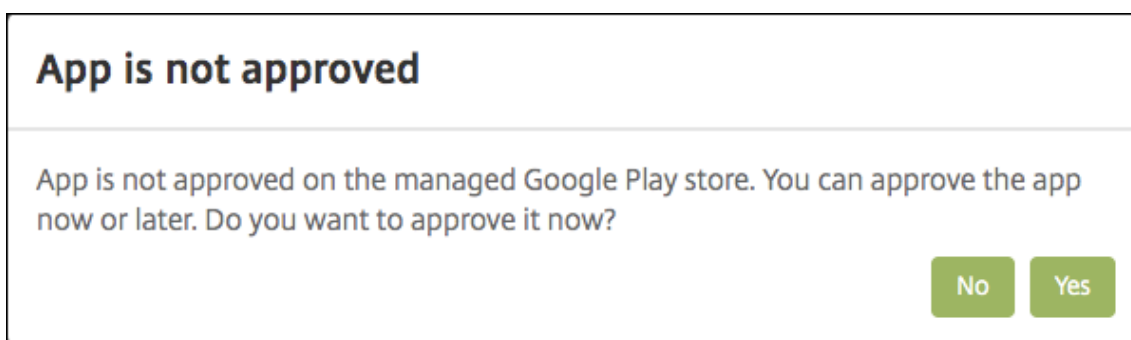 App is not approved
App is not approved on the managed Google Play store. You can approve the app
now or later. Do you want to approve it now?
No Yes